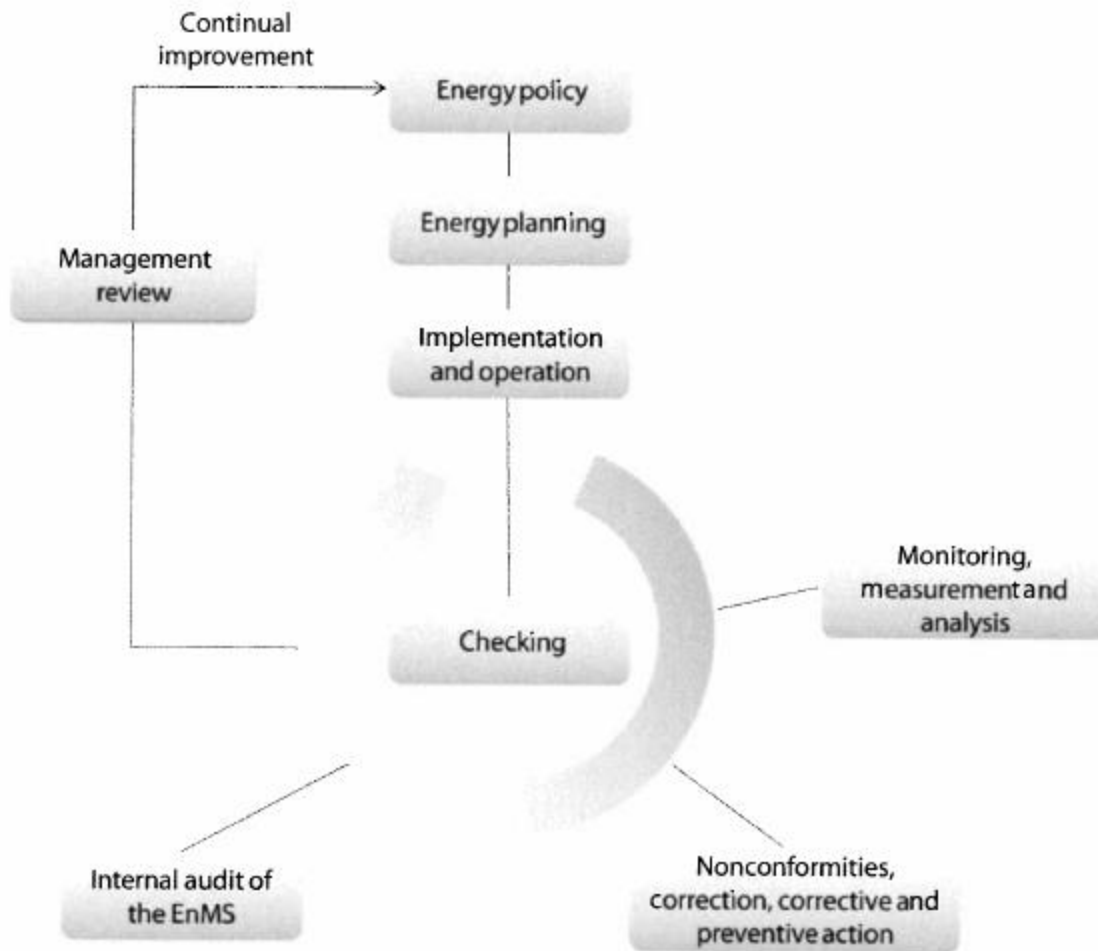 Continual
improvement
Energy policy
Energy planning
Management
review
Implementation
and operation
Monitoring,
measurement and
analysis
Checking
Internal audit of
the EnMS
Nonconformities,
correction, corrective and
preventive action